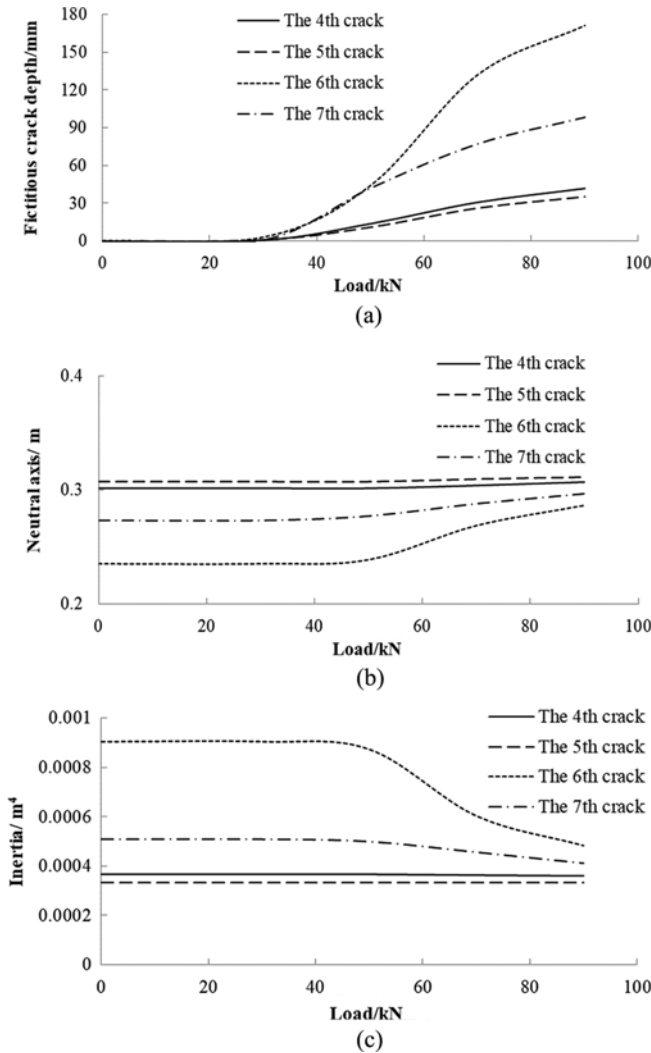 Fictitious crack depth/mm
180
150
120
90
60
30
0
The 4th crack
The 5th crack
The 6th crack
The 7th crack
0 20 40 60 80 100
Load/kN
(a)
Neutral axis/ m
0.4
0.3
0.2
The 4th crack
The 5th crack
The 6th crack
The 7th crack
0 20 40 60 80 100
Load/kN
(b)
Inertia/ m⁴
0.001
0.0008
0.0006
0.0004
0.0002
0
The 4th crack
The 5th crack
The 6th crack
The 7th crack
0 20 40 60 80 100
Load/kN
(c)